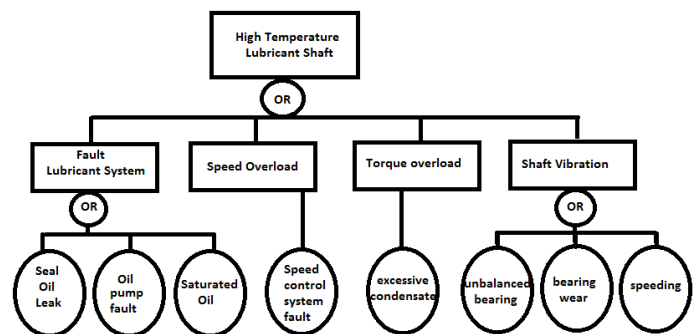 High Temperature
Lubricant Shaft
OR
Fault
Lubricant System
Speed Overload
Torque overload
Shaft Vibration
OR
OR
Seal
Oil
Leak
Oil
pump
fault
Saturated
Oil
Speed
control
system
fault
excessive
condensate
unbalanced
bearing
bearing
wear
speeding